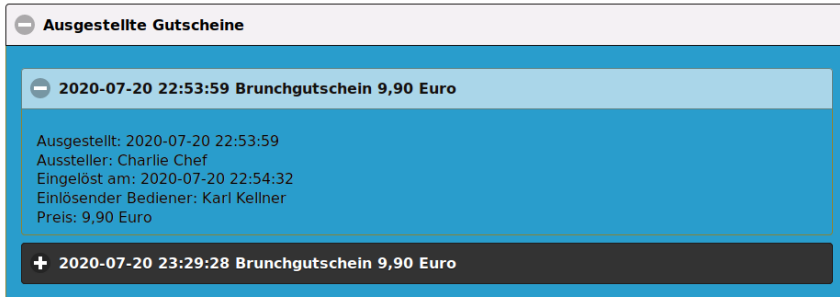 Ausgestellte Gutscheine
2020-07-20 22:53:59 Brunchgutschein 9,90 Euro
Ausgestellt: 2020-07-20 22:53:59
Aussteller: Charlie Chef
Eingelöst am: 2020-07-20 22:54:32
Einlösender Bediener: Karl Kellner
Preis: 9,90 Euro
2020-07-20 23:29:28 Brunchgutschein 9,90 Euro